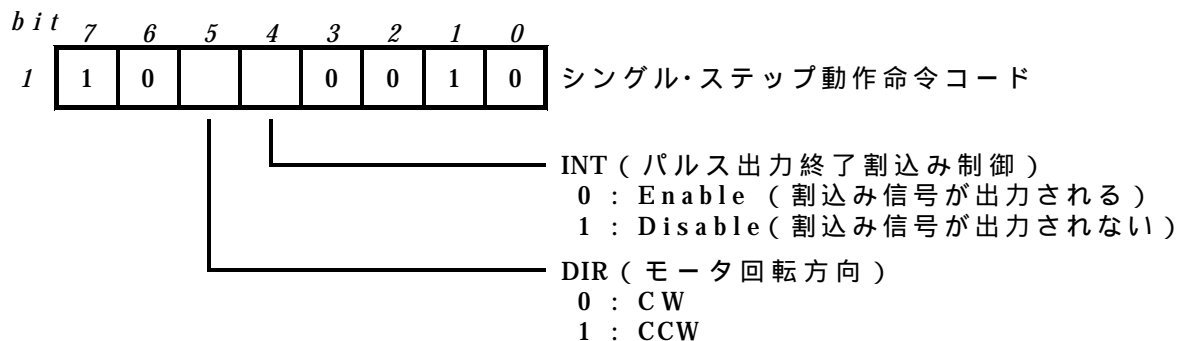 bit 7 6 5 4 3 2 1 0
1 1 0 0 0 1 0 シングル・ステップ動作命令コード
INT(パルス出力終了割込み制御)
0 : Enable (割込み信号が出力される)
1 : Disable(割込み信号が出力されない)
DIR(モータ回転方向)
0 : CW
1 : CCW